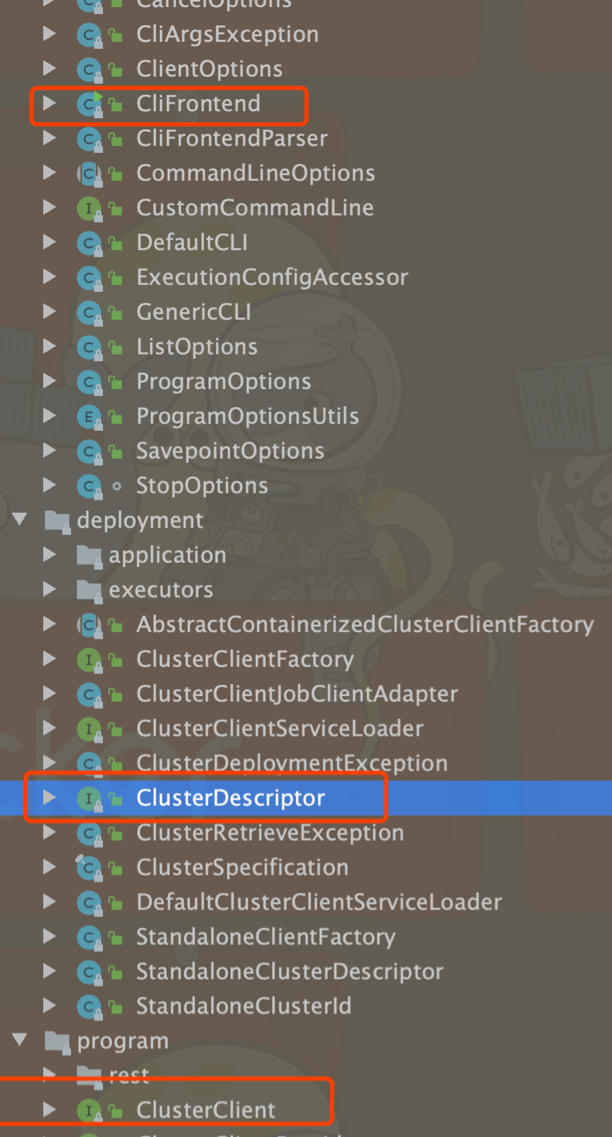 CancelOptions
CliArgsException
ClientOptions
CliFrontend
CliFrontendParser
CommandLineOptions
CustomCommandLine
DefaultCLI
ExecutionConfigAccessor
GenericCLI
ListOptions
ProgramOptions
ProgramOptionsUtils
SavepointOptions
StopOptions
deployment
application
executors
AbstractContainerizedClusterClientFactory
ClusterClientFactory
ClusterClientJobClientAdapter
ClusterClientServiceLoader
ClusterDeploymentException
ClusterDescriptor
ClusterRetrieveException
ClusterSpecification
DefaultClusterClientServiceLoader
StandaloneClientFactory
StandaloneClusterDescriptor
StandaloneClusterId
program
rest
ClusterClient